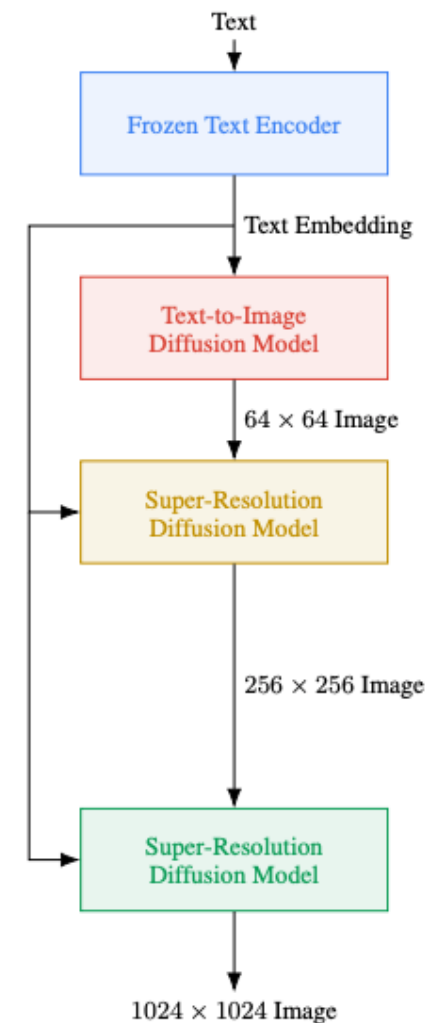 Text
Frozen Text Encoder
Text Embedding
Text-to-Image
Diffusion Model
64 × 64 Image
Super-Resolution
Diffusion Model
256 × 256 Image
Super-Resolution
Diffusion Model
1024 × 1024 Image